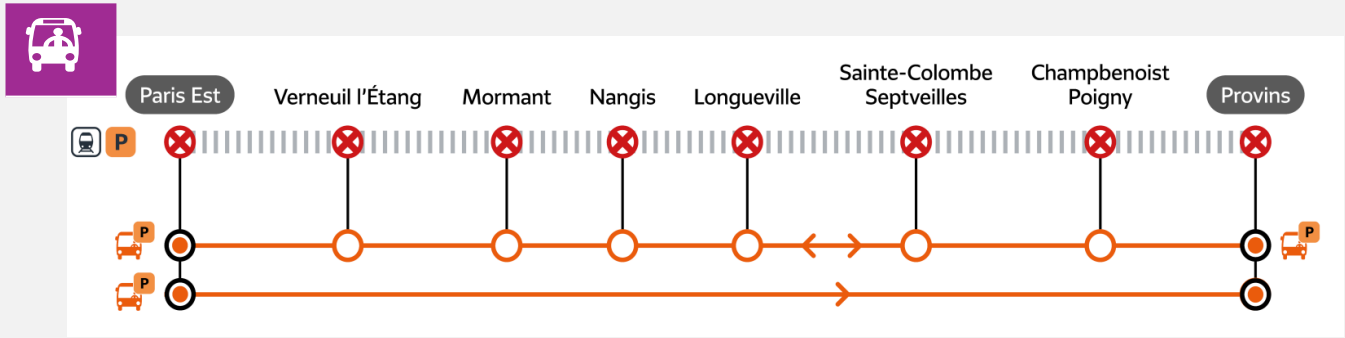 Paris Est
Verneuil l'Étang
Mormant
Nangis
Longueville
Sainte-Colombe
Septveilles
Champbenoist
Poigny
Provins
P
P
P
P